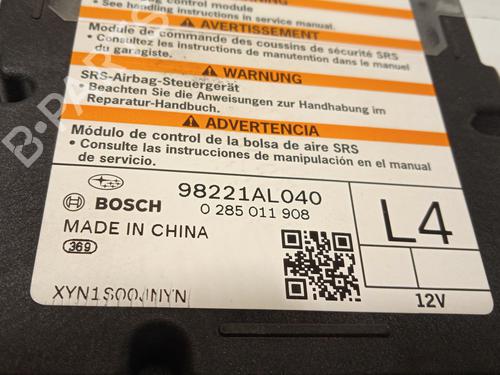 control module
• See handling instructions in service manual.
AVERTISSEMENT
Module de commande des coussins de sécurité SRS
• Consultez les instructions de manutention dans le manuel
du garagiste.
WARNUNG
SRS-Airbag-Steuergerät
• Beachten Sie die Anweisungen zur Handhabung im
Reparatur-Handbuch.
ADVERTENCIA
Módulo de control de la bolsa de aire SRS
• Consulte las instrucciones de manipulación en el manual
de servicio.
98221AL040
BOSCH 0 285 011 908
MADE IN CHINA
369
L4
12V
B-PARTS